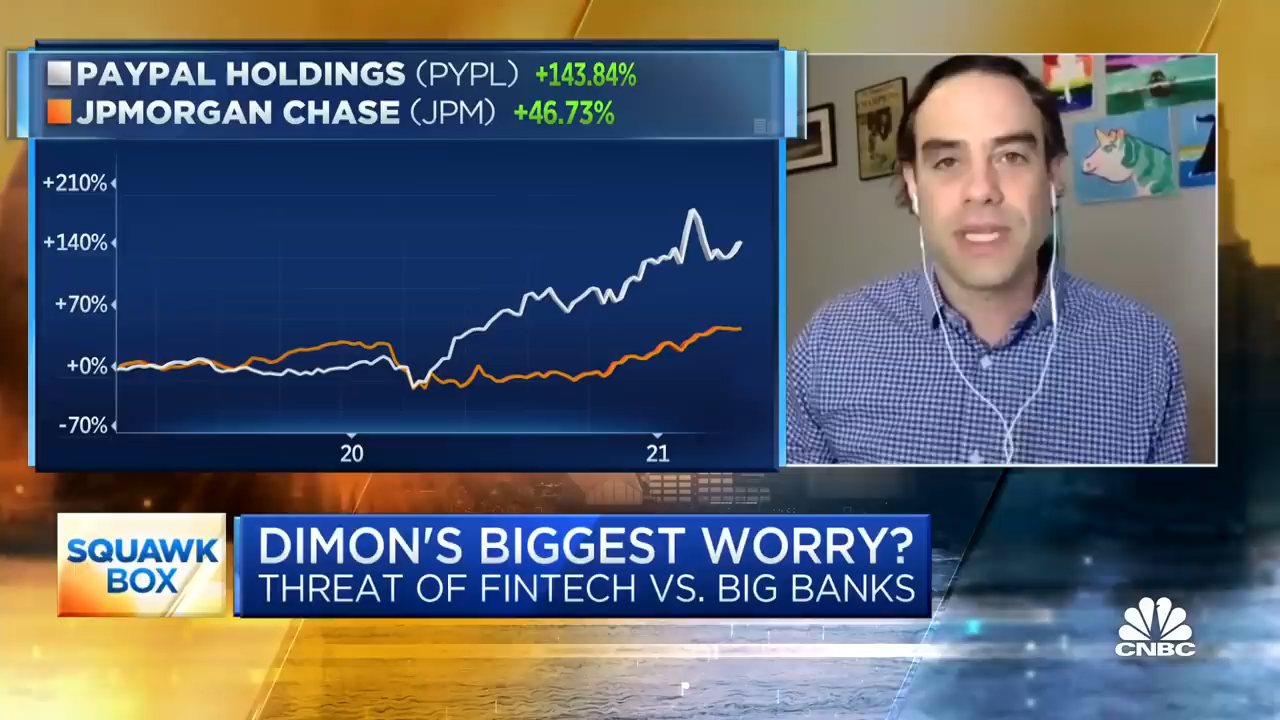 PAYPAL HOLDINGS (PYPL) +143.84%
JPMORGAN CHASE (JPM) +46.73%
+210%
+140%
+70%
+0%
-70%
20 21
SQUAWK
BOX
DIMON'S BIGGEST WORRY?
THREAT OF FINTECH VS. BIG BANKS
CNBC